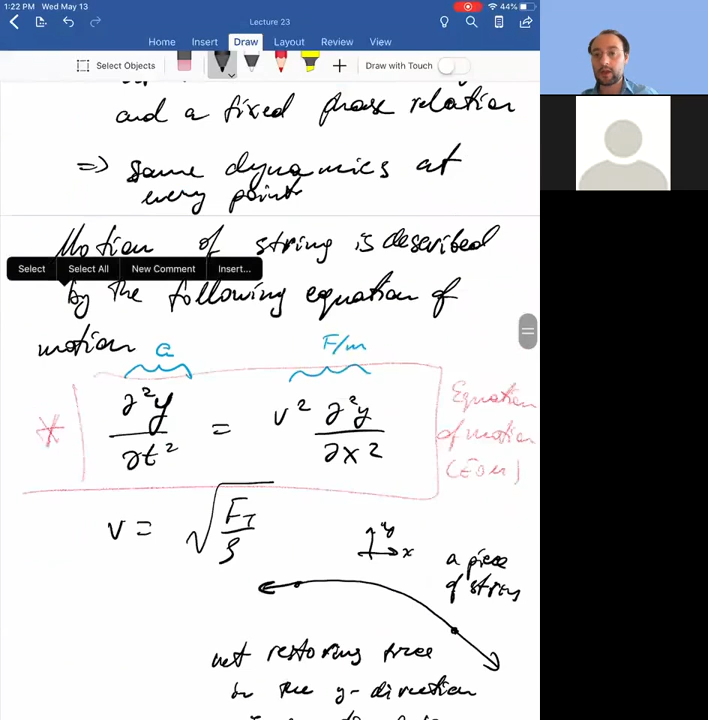 1:22 PM Wed May 13
44%
Lecture 23
Home Insert Draw Layout Review View
Select Objects
Draw with Touch
and a fixed phase relation
=> same dynamics at
every point
Motion of string is described
Select Select All New Comment Insert...
by the following equation of
motion
a F/m
* ∂²y/∂t² = v² ∂²y/∂x²
Equation
of motion
(EOM)
v = √(F_T/ρ)
y
x
a piece
of string
net restoring force
in the y-direction